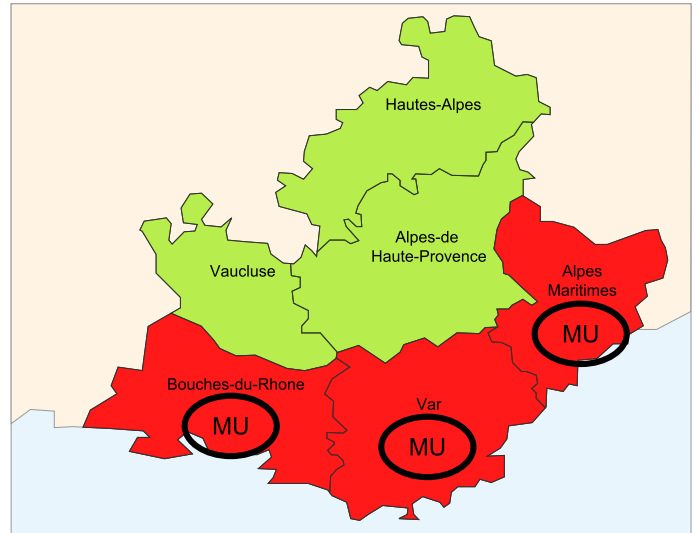 Hautes-Alpes
Alpes-de
Haute-Provence
Vaucluse
Alpes
Maritimes
MU
Bouches-du-Rhone
MU
Var
MU